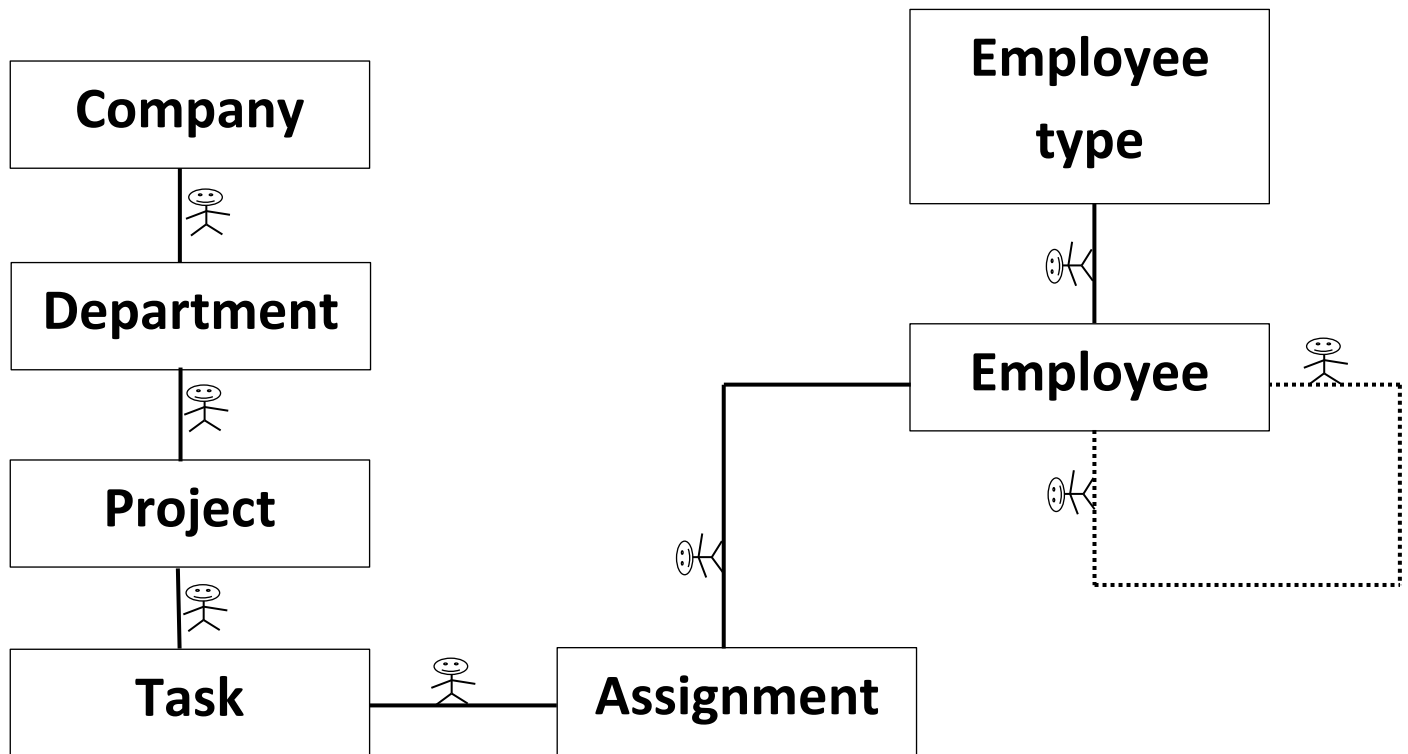 Company
Employee
type
Department
Employee
Project
Task
Assignment